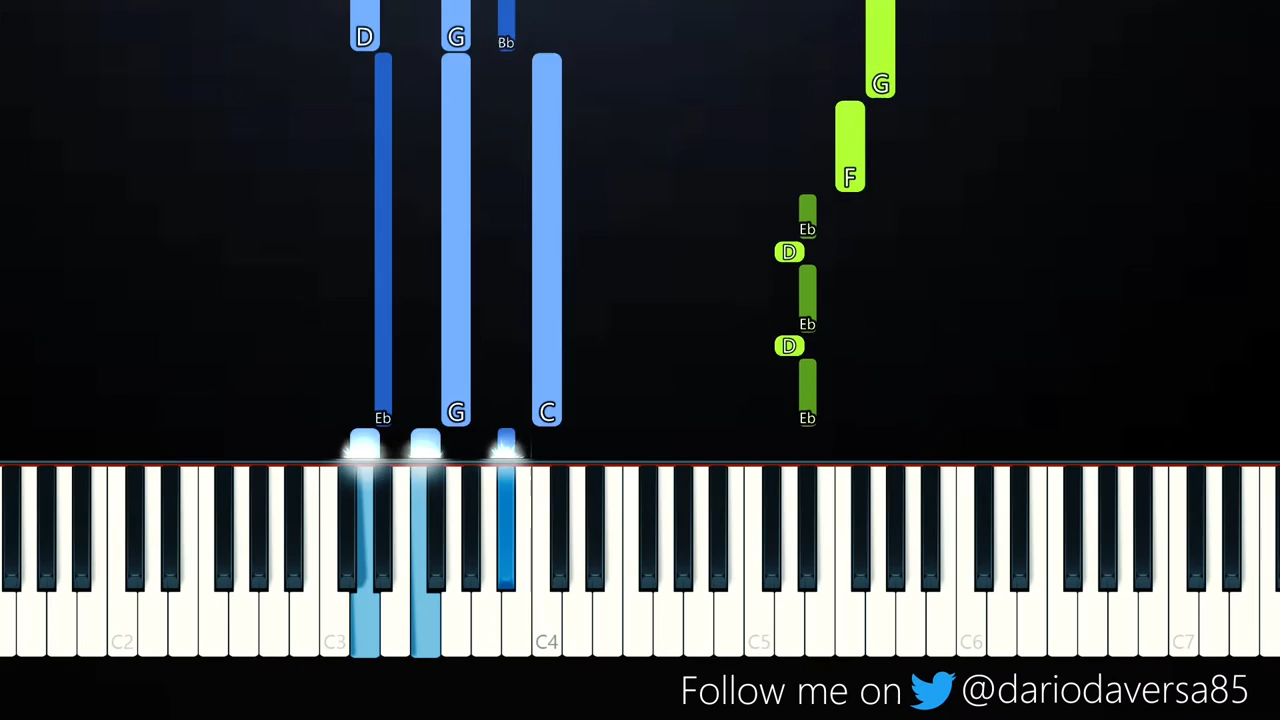 D G Bb
G
F
Eb
D
Eb
D
Eb G C Eb
C2 C3 C4 C5 C6 C7
Follow me on @dariodaversa85